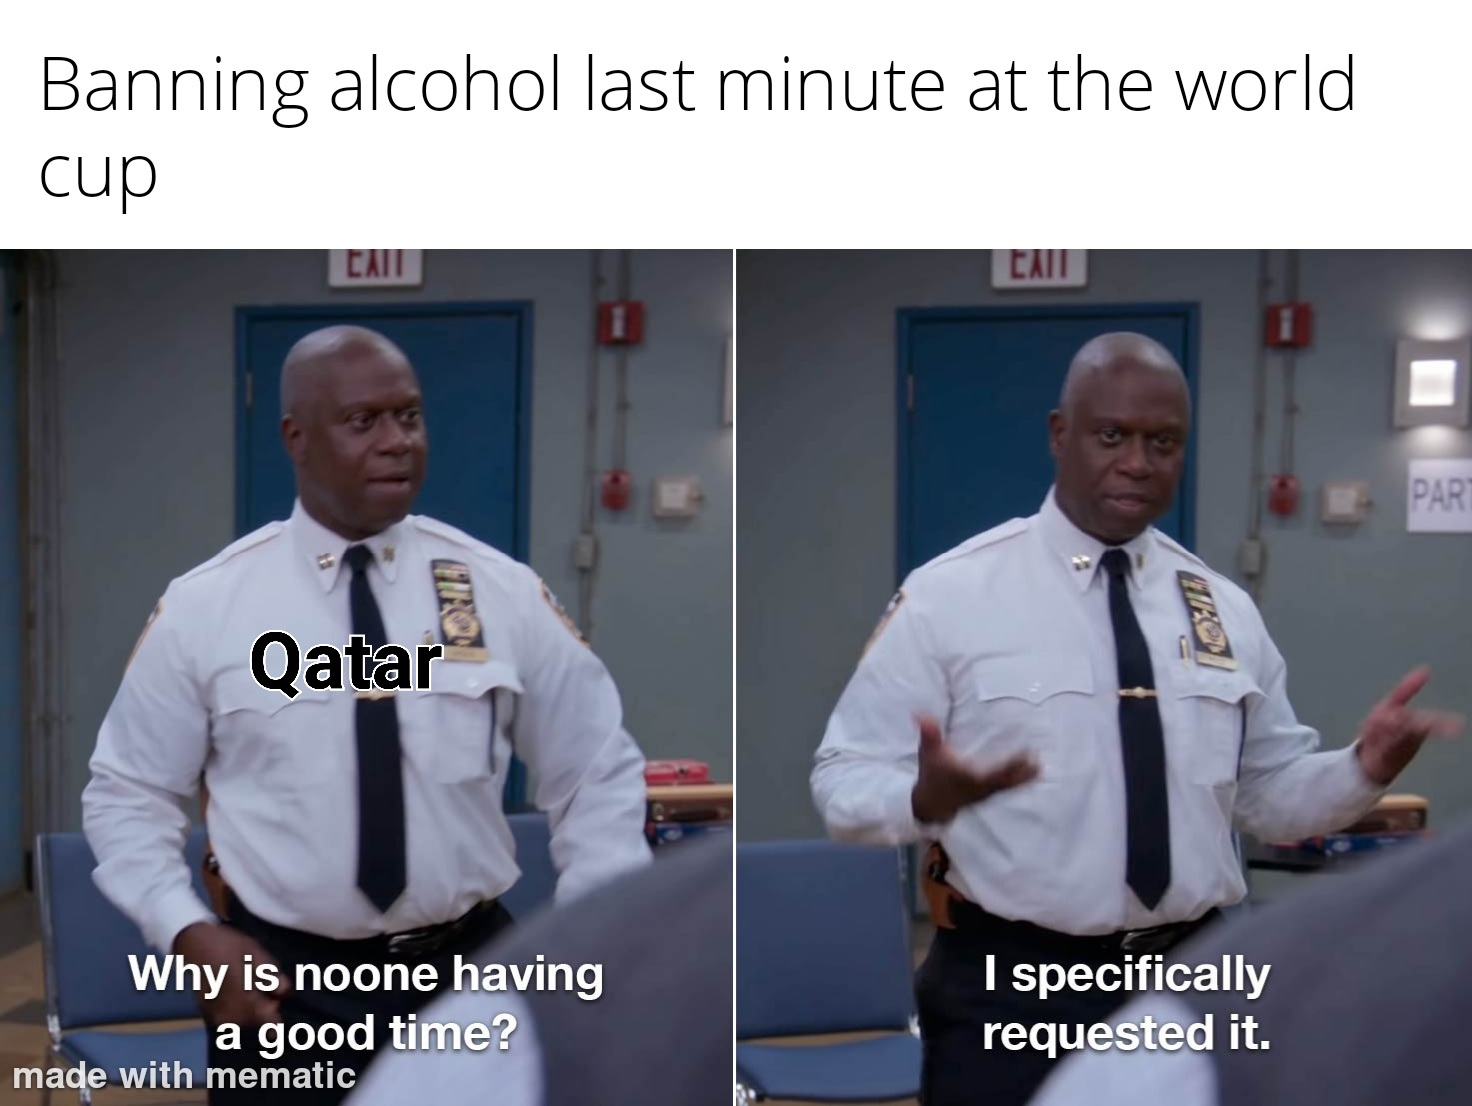 Banning alcohol last minute at the world
cup
EXIT
EXIT
PART
Qatar
Why is noone having
a good time?
I specifically
requested it.
made with mematic